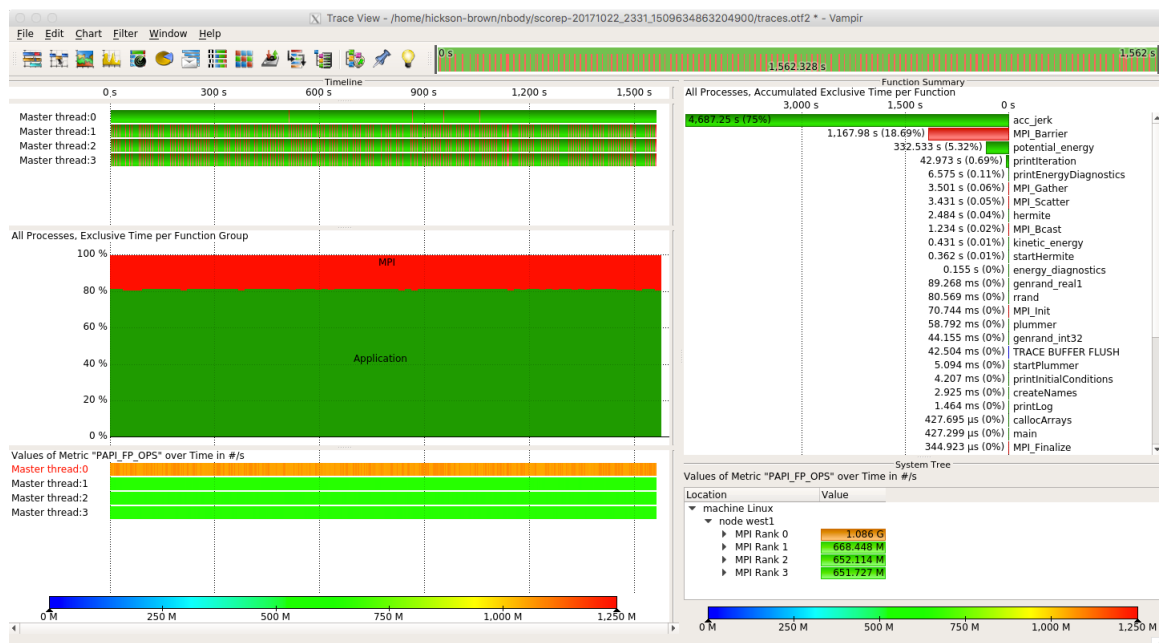 Trace View - /home/hickson-brown/nbody/scorep-20171022_2331_1509634863204900/traces.otf2 * - Vampir
File Edit Chart Filter Window Help
0 s 1,562 s
1,562.328 s
Timeline
0 s 300 s 600 s 900 s 1,200 s 1,500 s
Master thread:0
Master thread:1
Master thread:2
Master thread:3
All Processes, Exclusive Time per Function Group
100 %
MPI
80 %
60 %
Application
40 %
20 %
0 %
Values of Metric "PAPI_FP_OPS" over Time in #/s
Master thread:0
Master thread:1
Master thread:2
Master thread:3
0 M 250 M 500 M 750 M 1,000 M 1,250 M
Function Summary
All Processes, Accumulated Exclusive Time per Function
3,000 s 1,500 s 0 s
4,687.25 s (75%) acc_jerk
1,167.98 s (18.69%) MPI_Barrier
332.533 s (5.32%) potential_energy
42.973 s (0.69%) printIteration
6.575 s (0.11%) printEnergyDiagnostics
3.501 s (0.06%) MPI_Gather
3.431 s (0.05%) MPI_Scatter
2.484 s (0.04%) hermite
1.234 s (0.02%) MPI_Bcast
0.431 s (0.01%) kinetic_energy
0.362 s (0.01%) startHermite
0.155 s (0%) energy_diagnostics
89.268 ms (0%) genrand_real1
80.569 ms (0%) rrand
70.744 ms (0%) MPI_Init
58.792 ms (0%) plummer
44.155 ms (0%) genrand_int32
42.504 ms (0%) TRACE BUFFER FLUSH
5.094 ms (0%) startPlummer
4.207 ms (0%) printInitialConditions
2.925 ms (0%) createNames
1.464 ms (0%) printLog
427.695 µs (0%) callocArrays
427.299 µs (0%) main
344.923 µs (0%) MPI_Finalize
System Tree
Values of Metric "PAPI_FP_OPS" over Time in #/s
Location Value
machine Linux
node west1
MPI Rank 0 1.086 G
MPI Rank 1 668.448 M
MPI Rank 2 652.114 M
MPI Rank 3 651.727 M
0 M 250 M 500 M 750 M 1,000 M 1,250 M